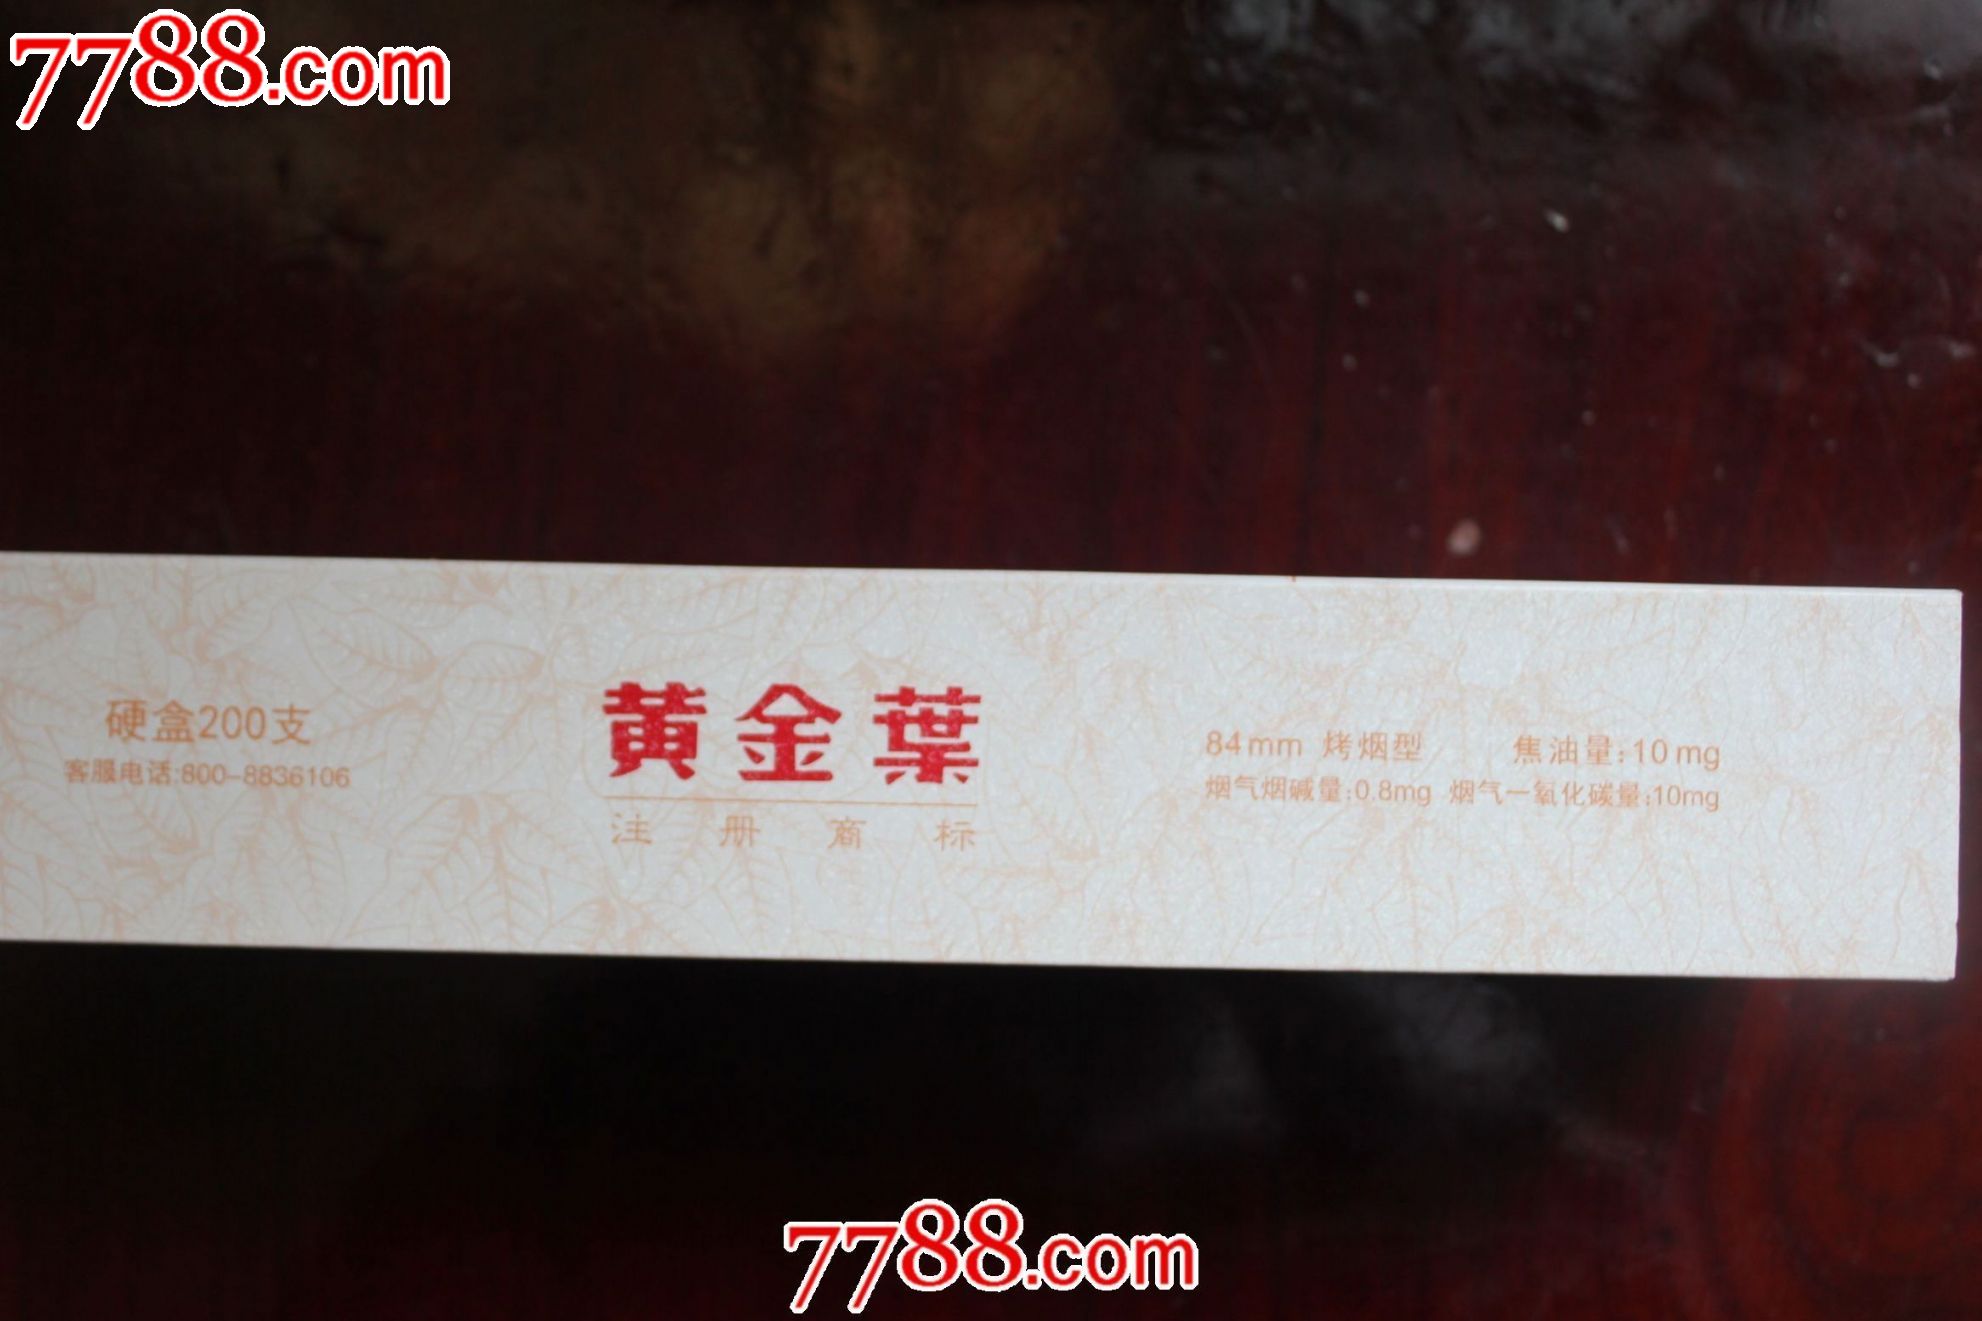 7788.com
硬盒200支
客服电话:800-8836106
黄金葉
注册商标
84mm 烤烟型 焦油量:10mg
烟气烟碱量:0.8mg 烟气一氧化碳量:10mg
7788.com